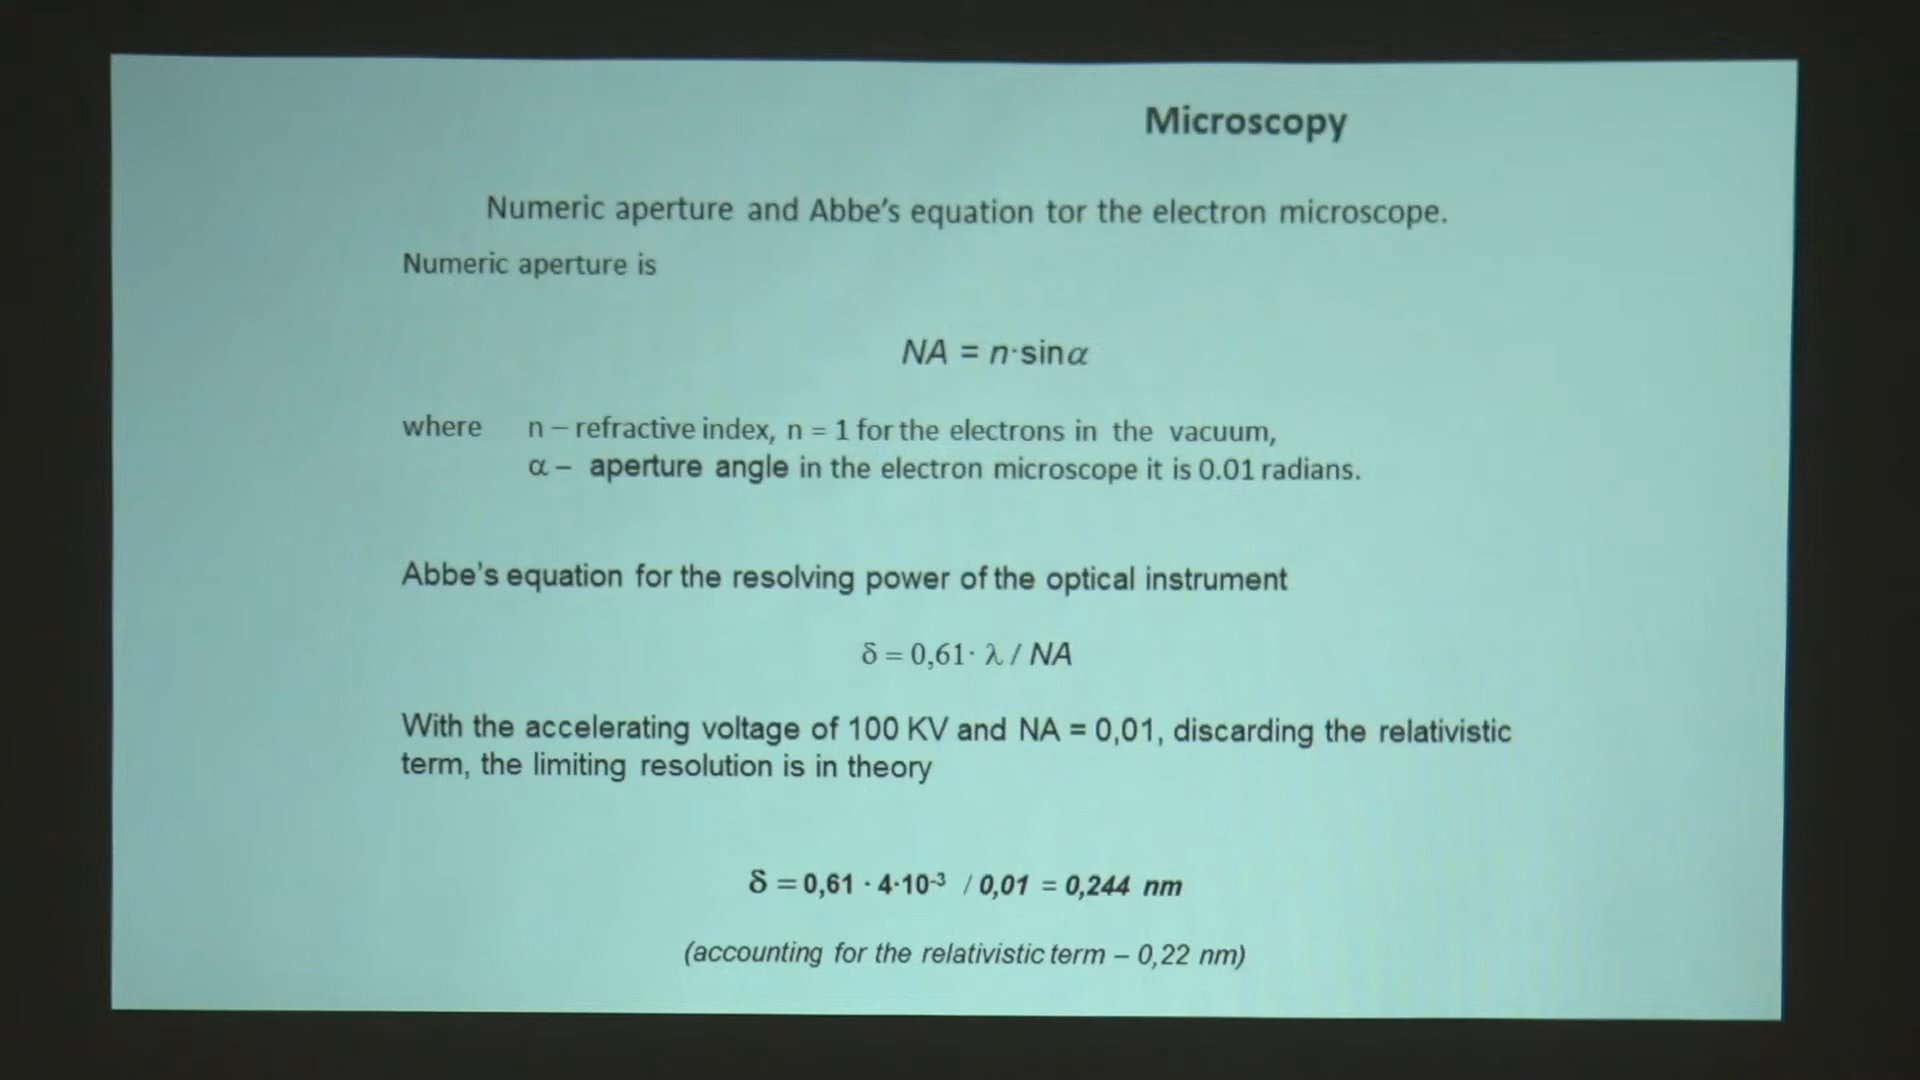 Microscopy
Numeric aperture and Abbe's equation tor the electron microscope.
Numeric aperture is
NA = n·sinα
where n – refractive index, n = 1 for the electrons in the vacuum,
α – aperture angle in the electron microscope it is 0.01 radians.
Abbe's equation for the resolving power of the optical instrument
δ = 0,61· λ / NA
With the accelerating voltage of 100 KV and NA = 0,01, discarding the relativistic
term, the limiting resolution is in theory
δ = 0,61 · 4·10⁻³ / 0,01 = 0,244 nm
(accounting for the relativistic term – 0,22 nm)